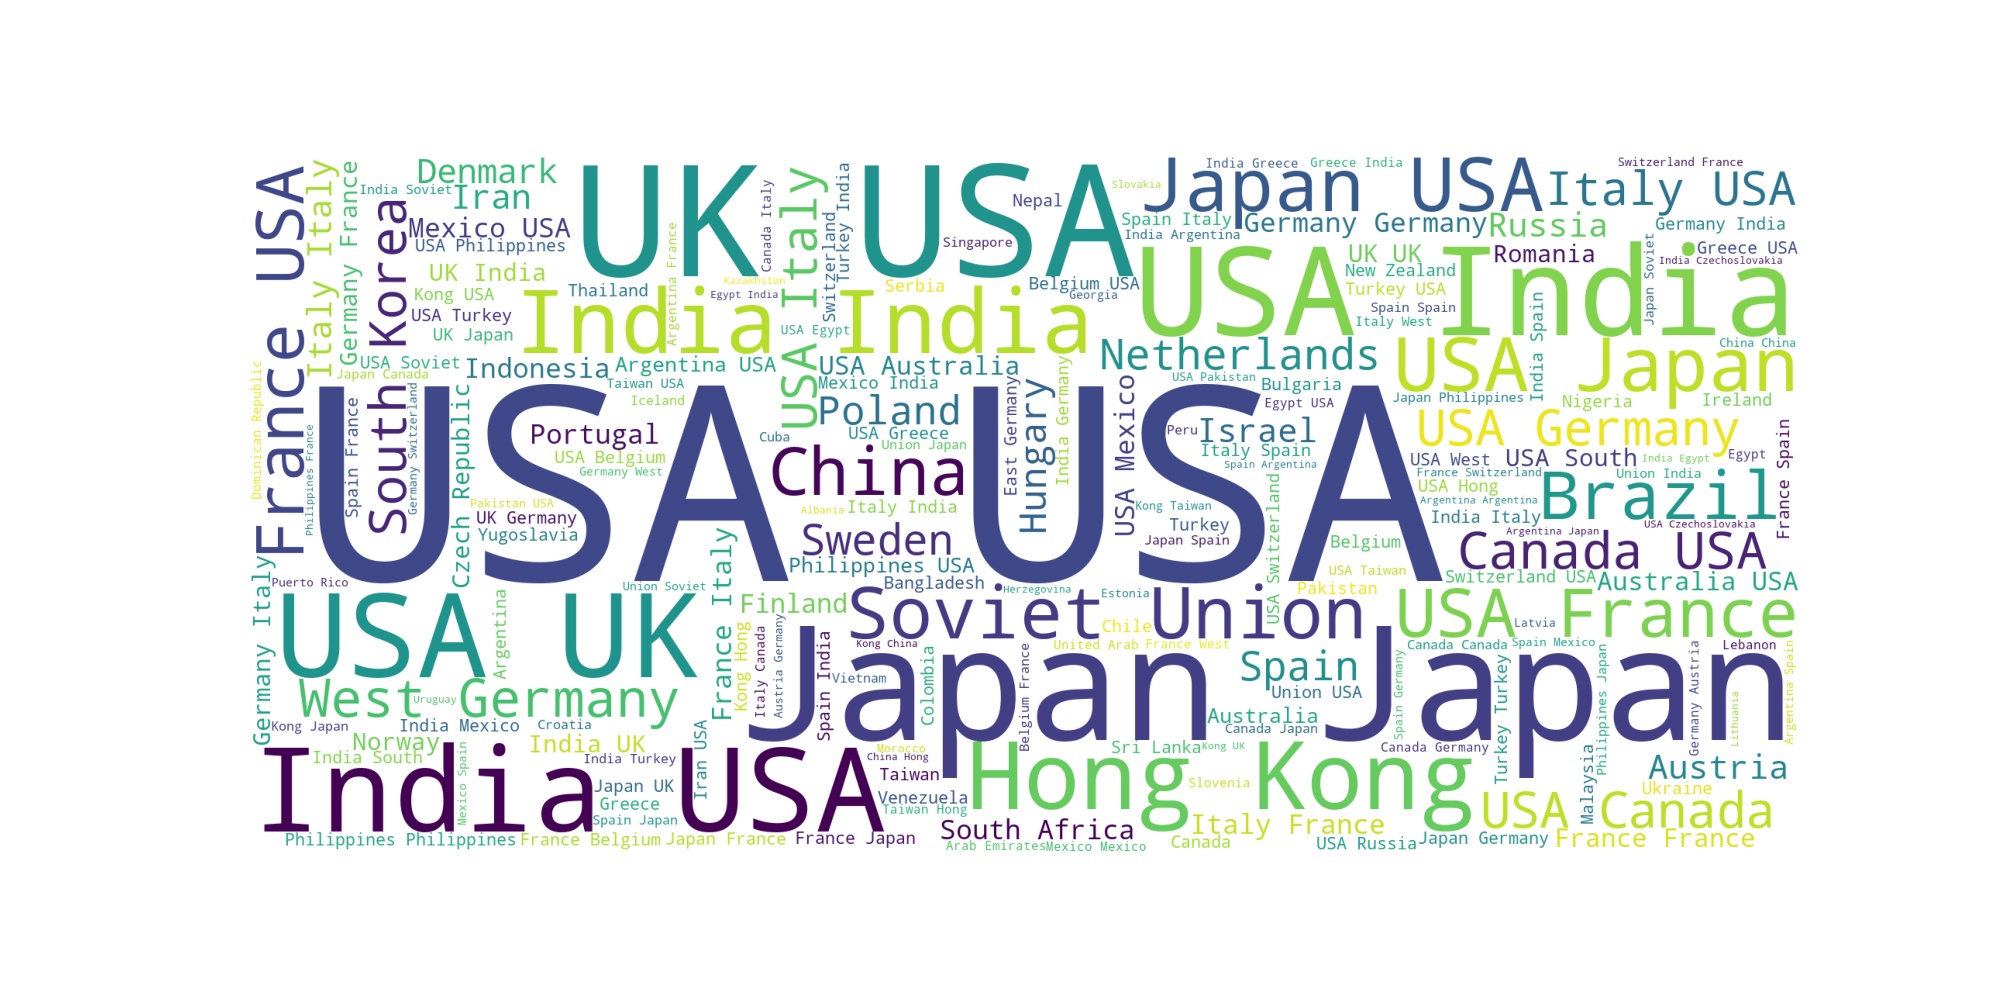 USA USA
Japan Japan
UK USA
India USA
USA India
USA UK
India India
Hong Kong
USA Japan
France USA
USA France
Japan USA
Soviet Union
South Korea
China
Brazil
West Germany
USA Germany
USA Italy
Canada USA
USA Canada
Italy USA
Netherlands
Sweden
Poland
Spain
Hungary
Denmark
Iran
Mexico USA
USA Philippines
India Soviet
Italy Italy
Germany France
UK India
Kong USA
USA Turkey
UK Japan
USA Soviet
Japan Canada
Thailand
Indonesia
Argentina USA
Taiwan USA
Iceland
Argentina France
Kazakhstan
Egypt India
Canada Italy
USA Egypt
Switzerland
Turkey India
Serbia
Singapore
Nepal
Slovakia
Spain Italy
India Argentina
Belgium USA
Georgia
India Greece
Greece India
Switzerland France
Germany Germany
Russia
Germany India
UK UK
New Zealand
Turkey USA
Spain Spain
Italy West
Romania
Greece USA
India Czechoslovakia
Japan Soviet
India Spain
China China
Dominican Republic
Philippines France
Spain France
Germany Switzerland
Czech Republic
Portugal
USA Belgium
Germany West
Pakistan USA
UK Germany
Yugoslavia
USA Australia
Mexico India
USA Greece
Union Japan
Cuba
Albania
Italy India
East Germany
India Germany
USA Mexico
USA Pakistan
Bulgaria
Egypt USA
Peru
Israel
Italy Spain
Spain Argentina
Kong Taiwan
Turkey
Japan Spain
USA Switzerland
Japan Philippines
Nigeria
Ireland
USA West
USA South
India Egypt
Egypt
France Switzerland
Union India
USA Hong
Argentina Argentina
India Italy
USA Czechoslovakia
Argentina Japan
France Spain
Belgium
USA Taiwan
Pakistan
Switzerland USA
Australia USA
Philippines USA
Bangladesh
Herzegovina
Estonia
Finland
Chile
United Arab
France West
Latvia
Canada Canada
Spain Mexico
Lebanon
Germany Italy
Puerto Rico
Argentina
Union Soviet
France Italy
Kong Hong
Italy Canada
Austria Germany
Spain India
Kong China
Vietnam
Colombia
Belgium France
Union USA
Australia
Canada Japan
Spain Germany
Canada Germany
Turkey Turkey
Philippines Japan
Malaysia
Germany Austria
Lithuania
Argentina Spain
Uruguay
Kong Japan
India Mexico
Croatia
Norway
India South
Mexico Spain
India UK
India Turkey
Iran USA
Japan UK
Greece
Spain Japan
Morocco
China Hong
Taiwan
Venezuela
Taiwan Hong
Sri Lanka
Kong UK
Slovenia
Austria
Ukraine
South Africa
Arab Emirates
Mexico Mexico
Italy France
Canada
USA Russia
Japan Germany
France France
Philippines Philippines
France Belgium
Japan France
France Japan